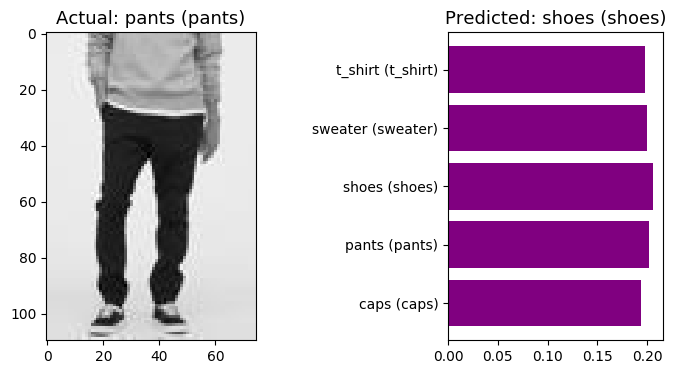 Actual: pants (pants)
0
20
40
60
80
100
0
20
40
60
Predicted: shoes (shoes)
t_shirt (t_shirt)
sweater (sweater)
shoes (shoes)
pants (pants)
caps (caps)
0.00
0.05
0.10
0.15
0.20